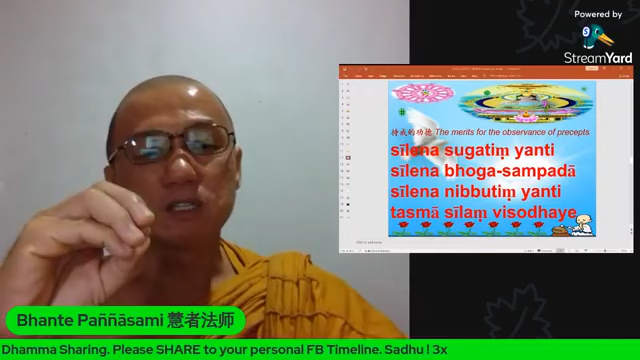 Powered by
StreamYard
持戒的功德 The merits for the observance of precepts
sīlena sugatiṃ yanti
sīlena bhoga-sampadā
sīlena nibbutiṃ yanti
tasmā sīlaṃ visodhaye
Bhante Paññāsami 慧者法师
Dhamma Sharing. Please SHARE to your personal FB Timeline. Sadhu ! 3x